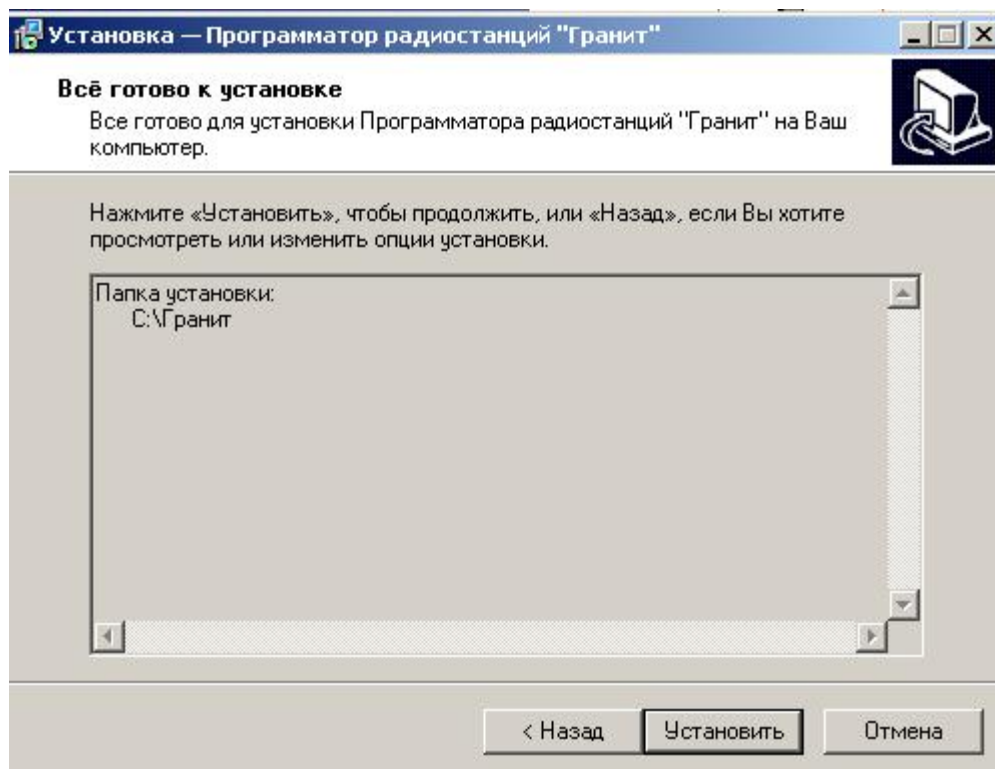 Установка — Программатор радиостанций "Гранит"
Всё готово к установке
Все готово для установки Программатора радиостанций "Гранит" на Ваш
компьютер.
Нажмите «Установить», чтобы продолжить, или «Назад», если Вы хотите
просмотреть или изменить опции установки.
Папка установки:
C:\Гранит
< Назад
Установить
Отмена